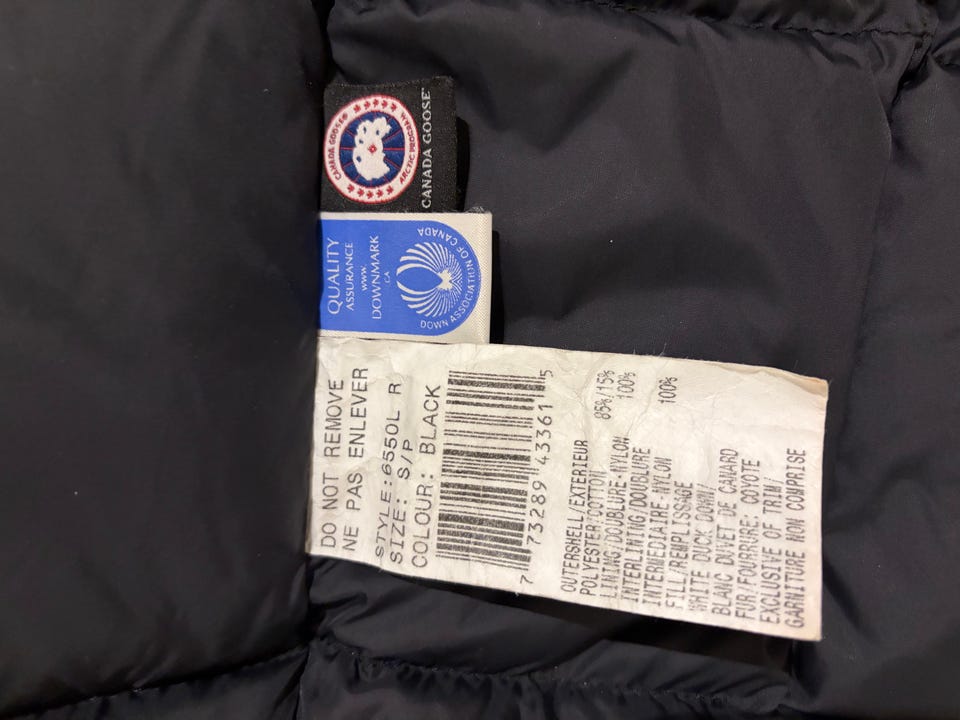 CANADA GOOSE®
ARCTIC PROGRAM
CANADA GOOSE
QUALITY
ASSURANCE
WWW.
DOWNMARK
.CA
DOWN ASSOCIATION OF CANADA
DO NOT REMOVE
NE PAS ENLEVER
STYLE:6550L R
SIZE: S/P
COLOUR: BLACK
7 73289 43361 5
OUTERSHELL/EXTERIEUR
POLYESTER/COTTON 85%/15%
LINING/DOUBLURE-NYLON 100%
INTERLINING/DOUBLURE
INTERMEDIAIRE-NYLON 100%
FILL/REMPLISSAGE
WHITE DUCK DOWN/
BLANC DUVET DE CANARD
FUR/FOURRURE: COYOTE
EXCLUSIVE OF TRIM/
GARNITURE NON COMPRISE